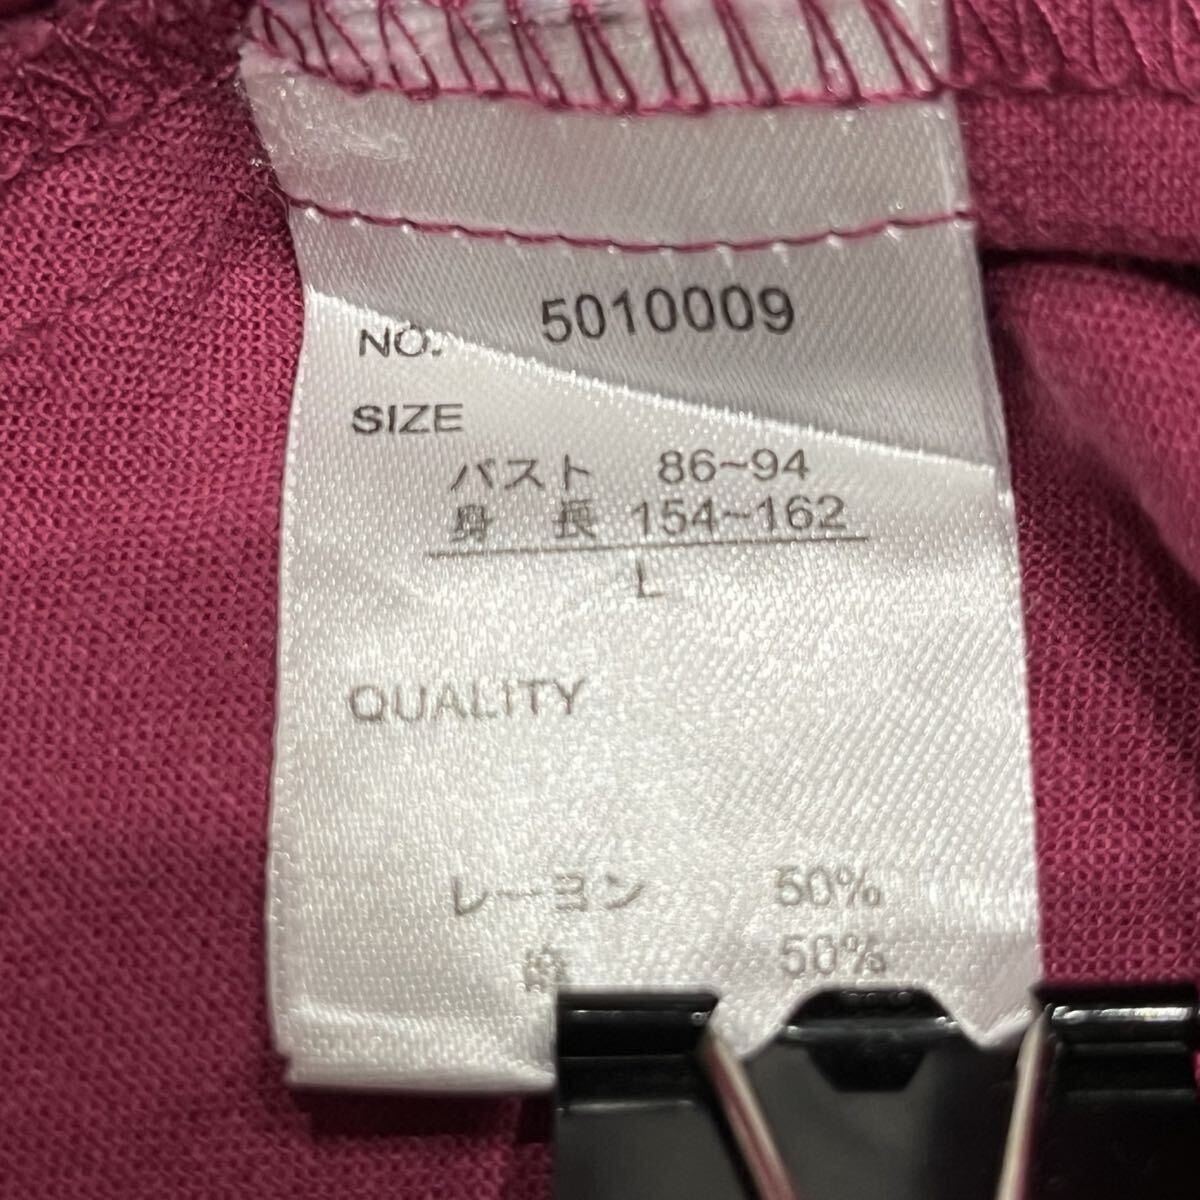 NO. 5010009
SIZE
バスト 86~94
身長 154~162
L
QUALITY
レーヨン 50%
綿 50%